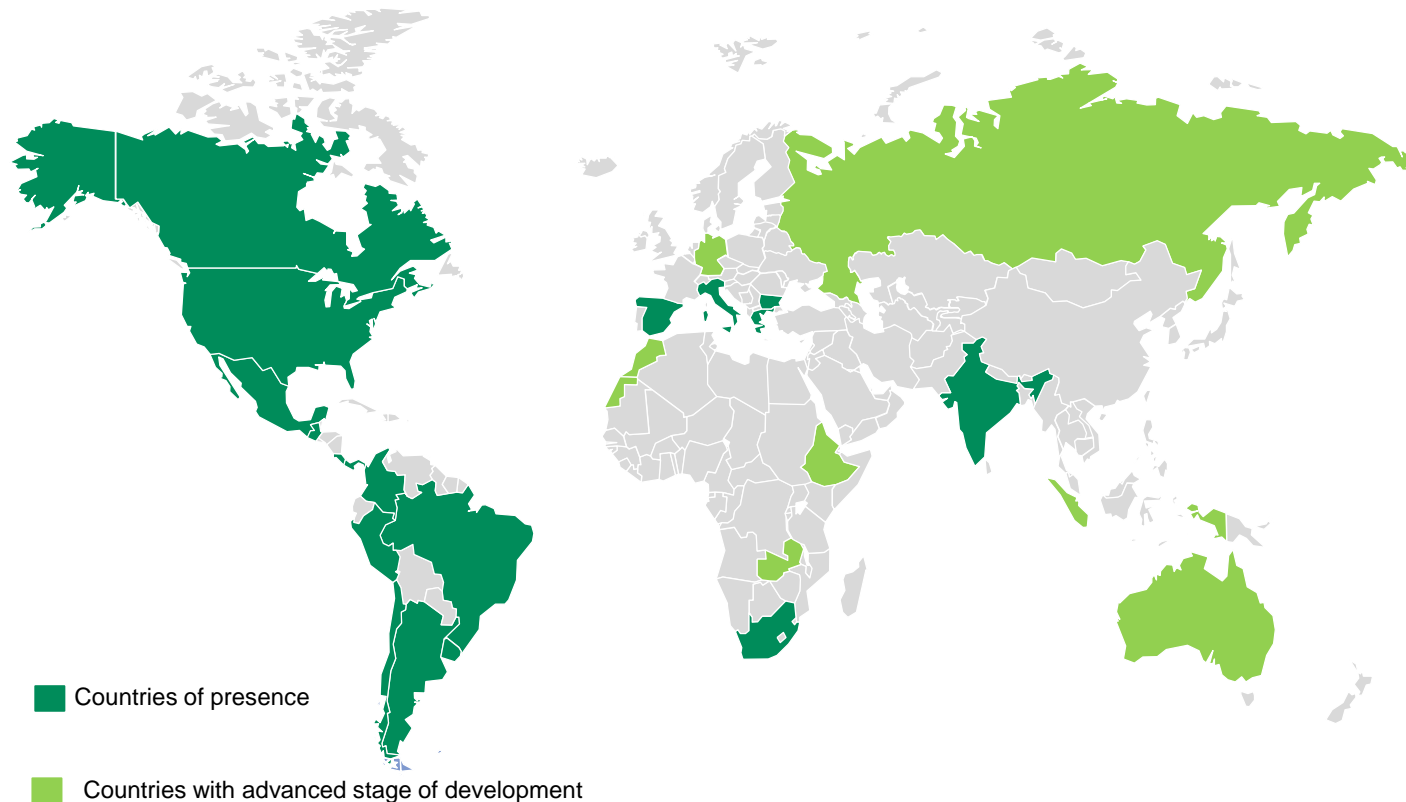 Countries of presence
Countries with advanced stage of development